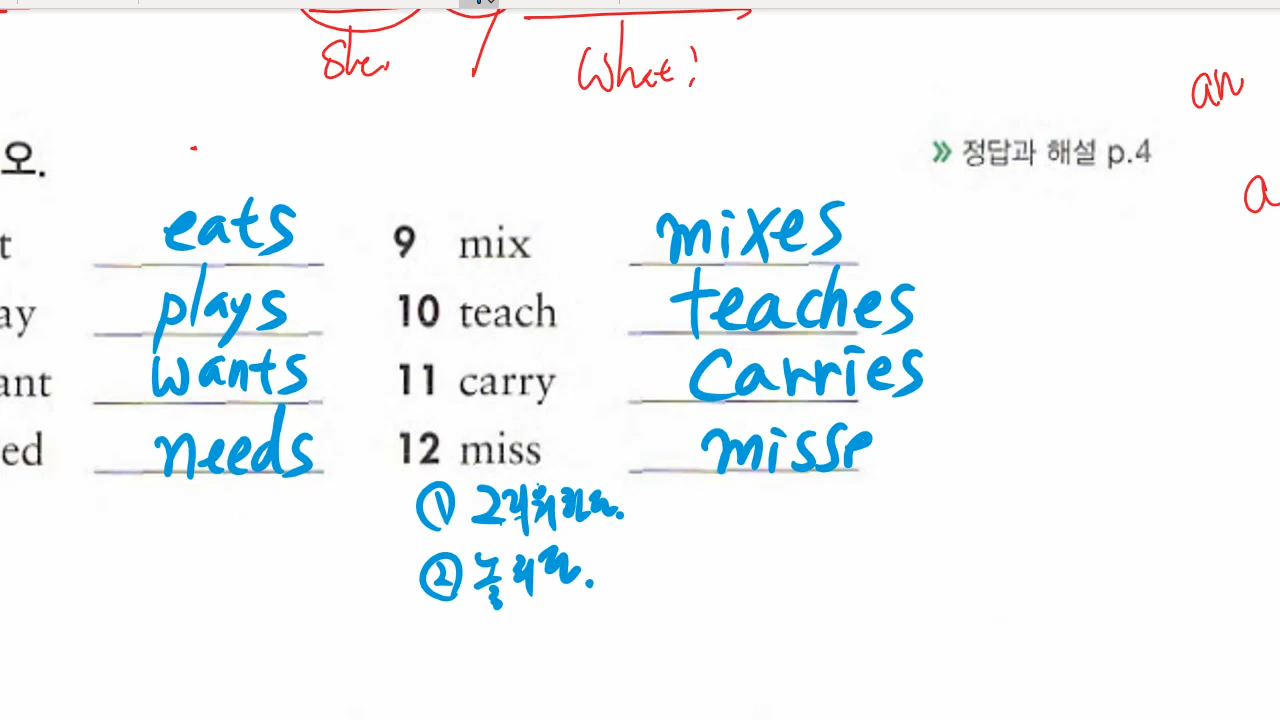 She, what?
an
오.
» 정답과 해설 p.4
a
t eats 9 mix mixes
ay plays 10 teach teaches
ant wants 11 carry carries
ed needs 12 miss misse
① 그리워하다.
② 놓치다.